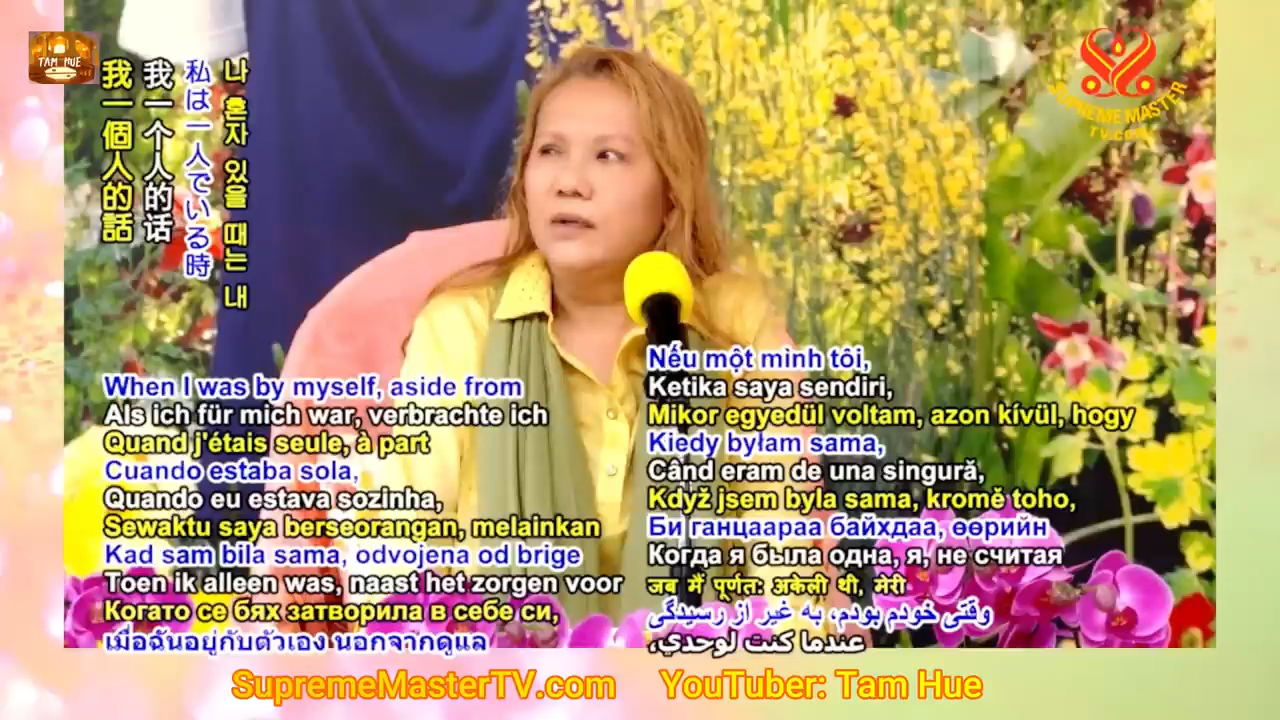 TAM HUE
我一個人的話
我一个人的话
私は一人でいる時
나 혼자 있을 때는 내
SUPREME MASTER
TV.COM
When I was by myself, aside from
Als ich für mich war, verbrachte ich
Quand j'étais seule, à part
Cuando estaba sola,
Quando eu estava sozinha,
Sewaktu saya berseorangan, melainkan
Kad sam bila sama, odvojena od brige
Toen ik alleen was, naast het zorgen voor
Когато се бях затворила в себе си,
เมื่อฉันอยู่กับตัวเอง นอกจากดูแล
Nếu một mình tôi,
Ketika saya sendiri,
Mikor egyedül voltam, azon kívül, hogy
Kiedy byłam sama,
Când eram de una singură,
Když jsem byla sama, kromě toho,
Би ганцаараа байхдаа, өөрийн
Когда я была одна, я, не считая
जब मैं पूर्णत: अकेली थी, मेरी
وقتی خودم بودم، به غیر از رسیدگی
عندما كنت لوحدي،
SupremeMasterTV.com YouTuber: Tam Hue